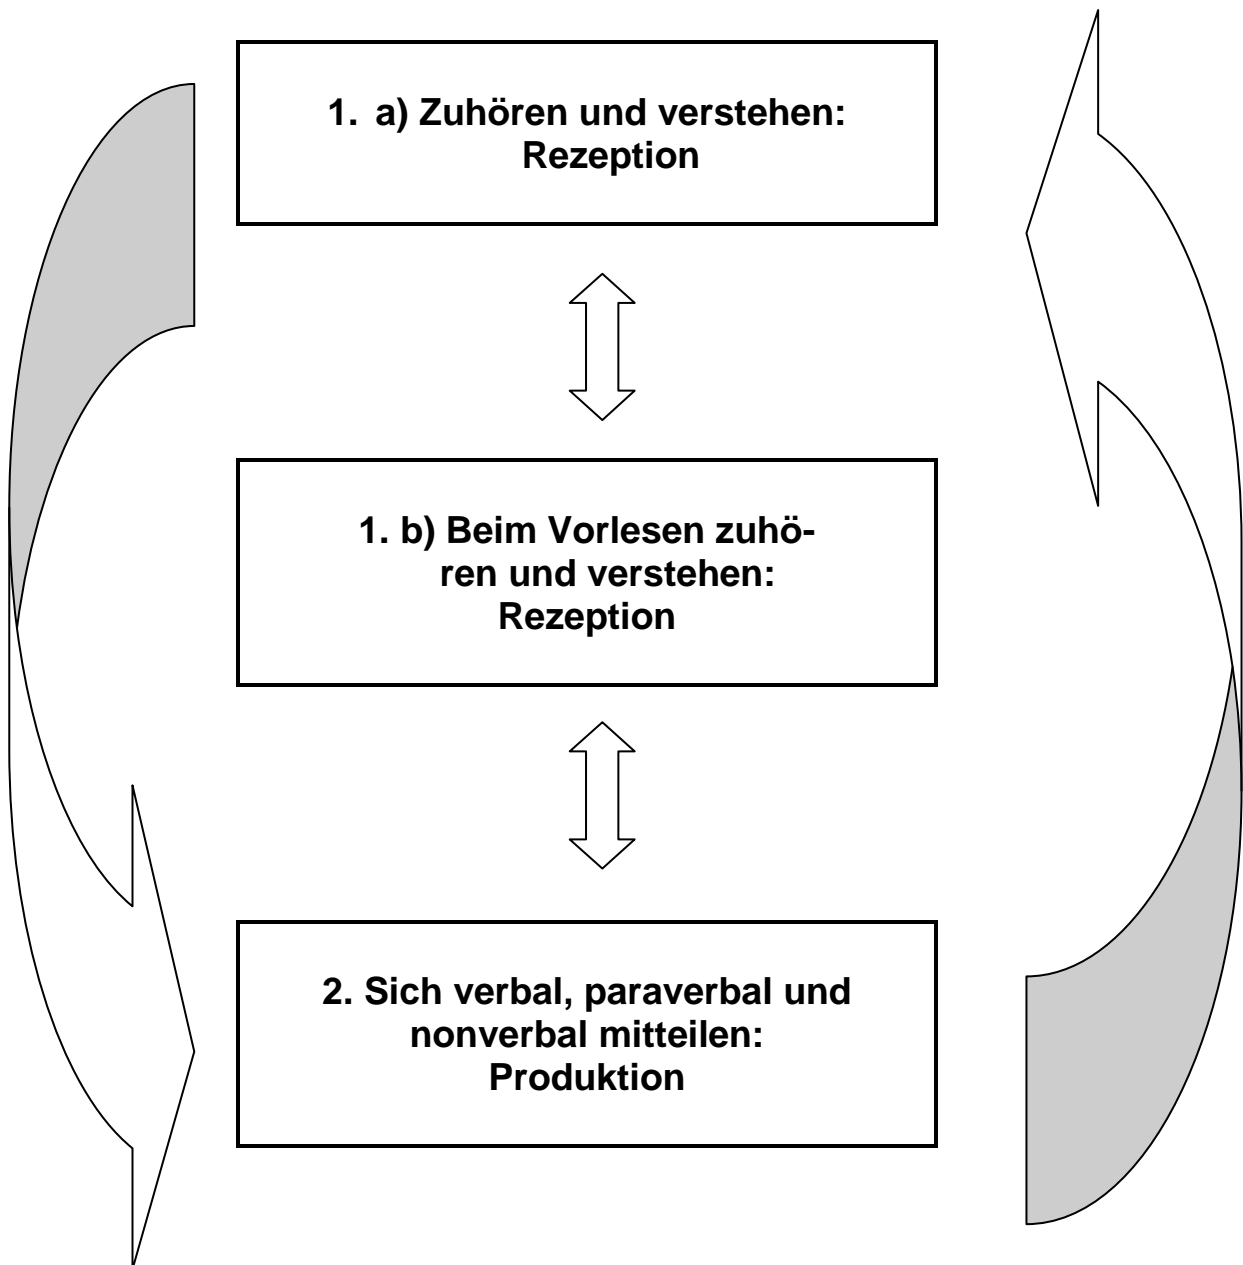 1. a) Zuhören und verstehen:
Rezeption
1. b) Beim Vorlesen zuhö-
ren und verstehen:
Rezeption
2. Sich verbal, paraverbal und
nonverbal mitteilen:
Produktion